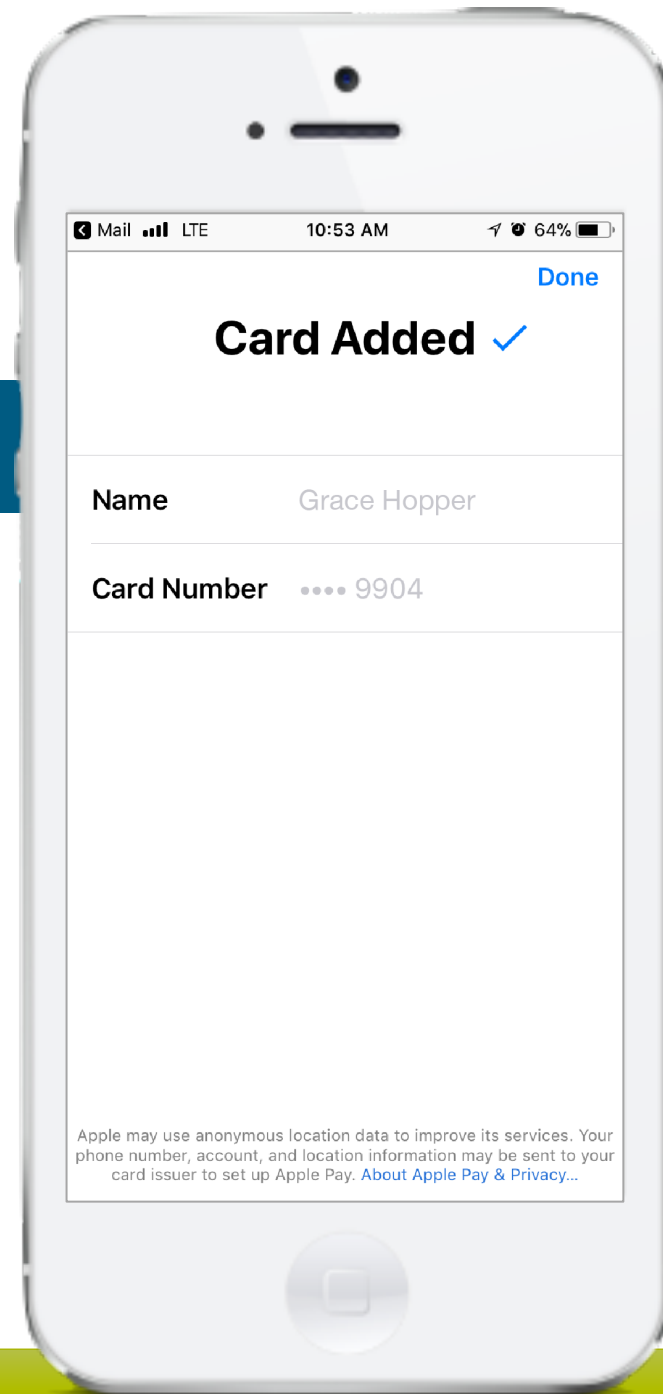 Mail LTE 10:53 AM 64%
Done
Card Added
Name Grace Hopper
Card Number •••• 9904
Apple may use anonymous location data to improve its services. Your
phone number, account, and location information may be sent to your
card issuer to set up Apple Pay. About Apple Pay & Privacy...